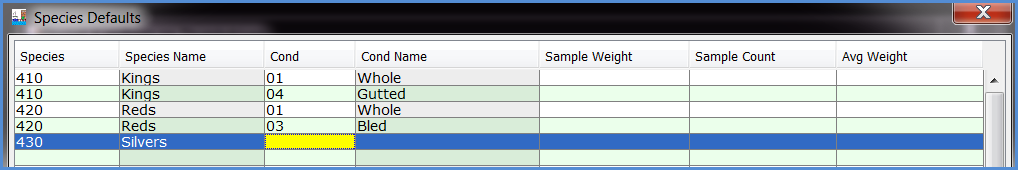 Species Defaults
Species Species Name Cond Cond Name Sample Weight Sample Count Avg Weight
410 Kings 01 Whole
410 Kings 04 Gutted
420 Reds 01 Whole
420 Reds 03 Bled
430 Silvers